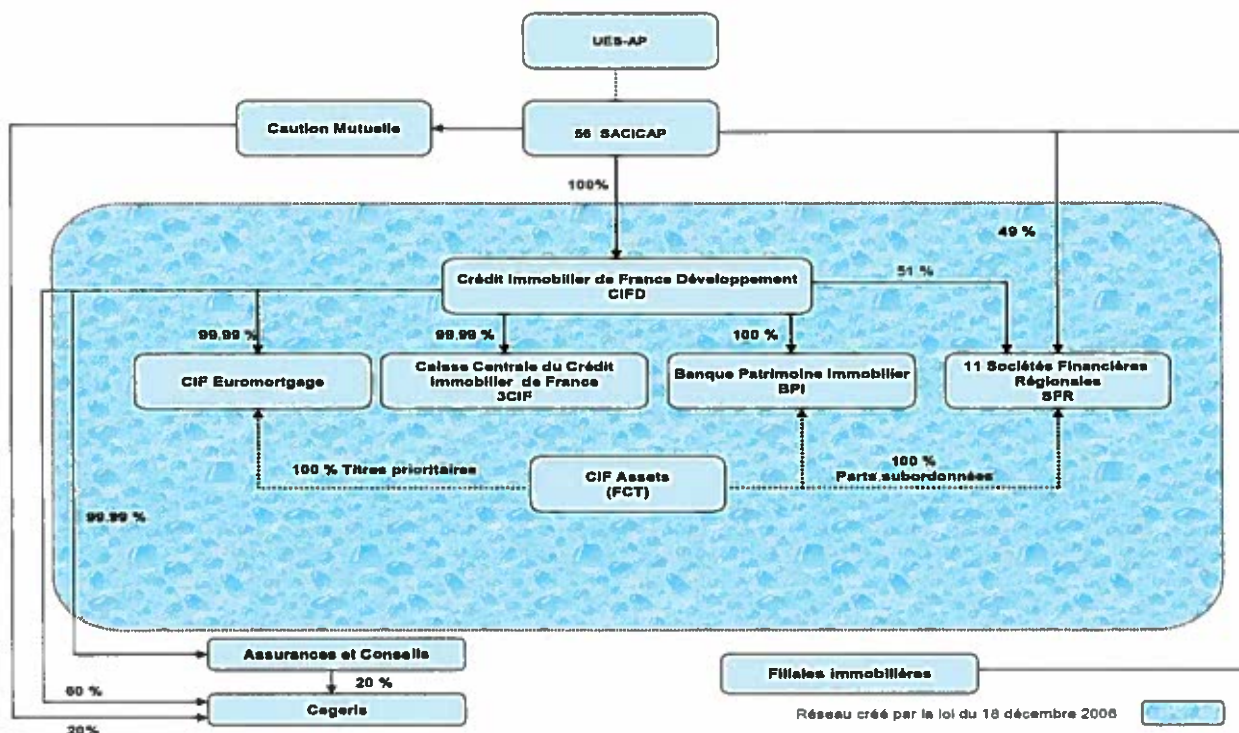 UES-AP
Caution Mutuelle
56 SACICAP
100%
49 %
Crédit Immobilier de France Développement
CIFD
51 %
99.99 %
99.99 %
100 %
CIF Euromortgage
Caisse Centrale du Crédit
Immobilier de France
3CIF
Banque Patrimoine Immobilier
BPI
11 Sociétés Financières
Régionales
SFR
100 % Titres prioritaires
CIF Assets
(FCT)
100 %
Parts subordonnées
99.99 %
Assurances et Conseils
20 %
Filiales immobilières
60 %
Cegeris
20%
Réseau créé par la loi du 18 décembre 2006